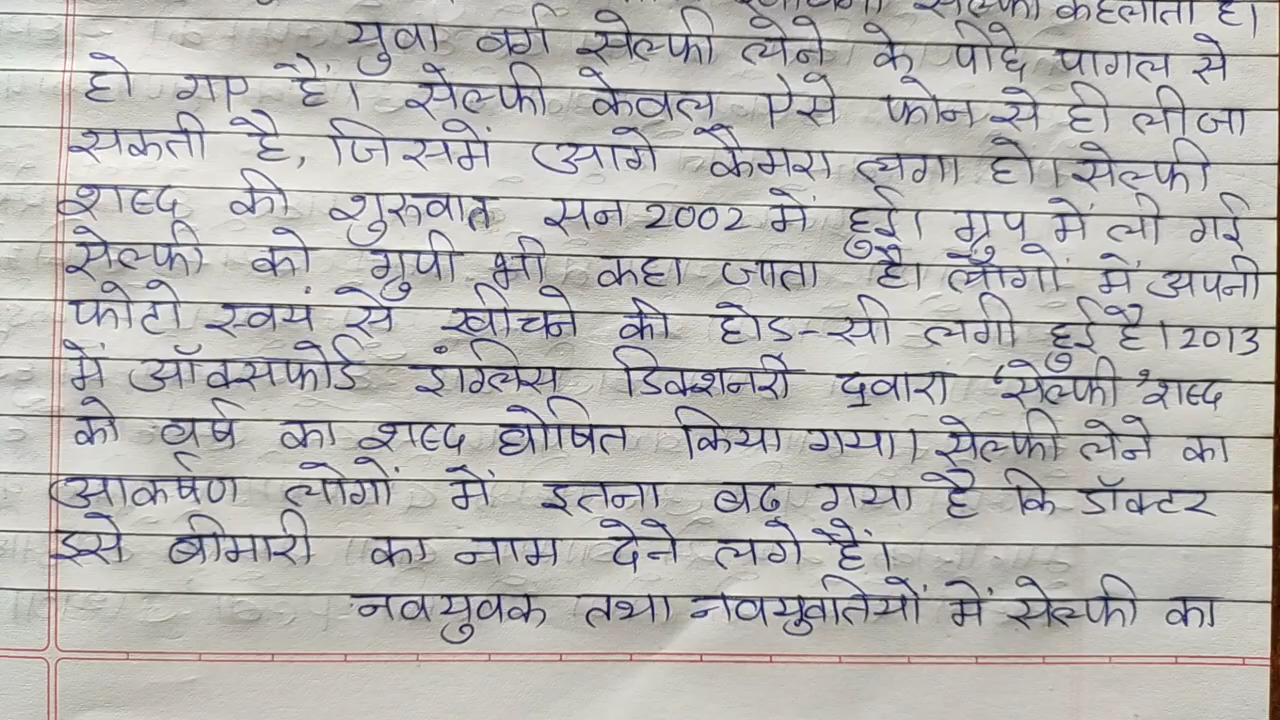 सेल्फी कहलाता है।
युवा वर्ग सेल्फी लेने के पीछे पागल से
हो गए हैं। सेल्फी केवल ऐसे फोन से ही ली जा
सकती है, जिसमें आगे कैमरा लगा हो। सेल्फी
शब्द की शुरुवात सन 2002 में हुई। ग्रुप में ली गई
सेल्फी को ग्रुपी भी कहा जाता है। लोगों में अपनी
फोटो स्वयं से खीचने की होड-सी लगी हुई है। 2013
में ऑक्सफोर्ड इंग्लिस डिक्शनरी द्वारा 'सेल्फी' शब्द
को वर्ष का शब्द घोषित किया गया। सेल्फी लेने का
आकर्षण लोगों में इतना बढ गया है कि डॉक्टर
इसे बीमारी का नाम देने लगे हैं।
नवयुवक तथा नवयुवतियों में सेल्फी का